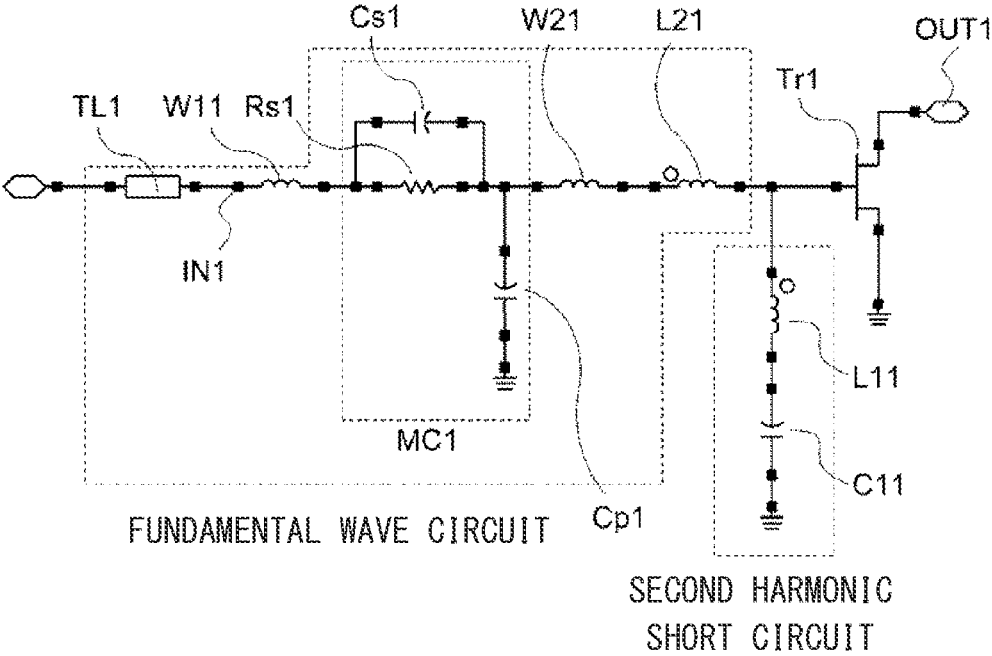 Cs1
W21
L21
OUT1
TL1
W11
Rs1
Tr1
IN1
L11
MC1
C11
Cp1
FUNDAMENTAL WAVE CIRCUIT
SECOND HARMONIC
SHORT CIRCUIT